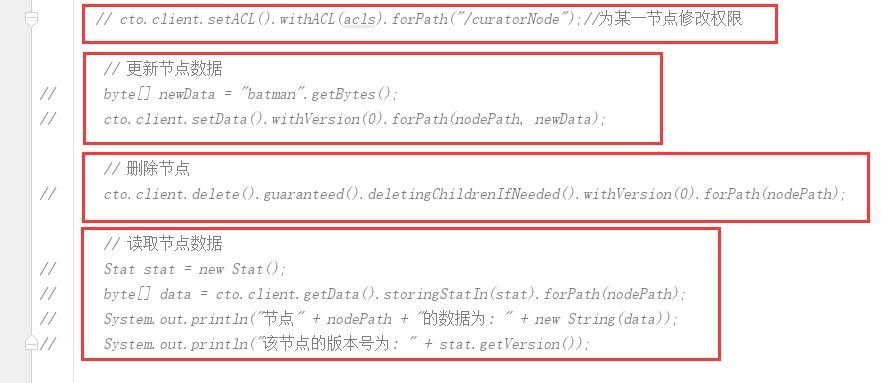 // cto.client.setACL().withACL(acls).forPath("/curatorNode");//为某一节点修改权限
// 更新节点数据
// byte[] newData = "batman".getBytes();
// cto.client.setData().withVersion(0).forPath(nodePath, newData);
// 删除节点
// cto.client.delete().guaranteed().deletingChildrenIfNeeded().withVersion(0).forPath(nodePath);
// 读取节点数据
// Stat stat = new Stat();
// byte[] data = cto.client.getData().storingStatIn(stat).forPath(nodePath);
// System.out.println("节点" + nodePath + "的数据为: " + new String(data));
// System.out.println("该节点的版本号为: " + stat.getVersion());